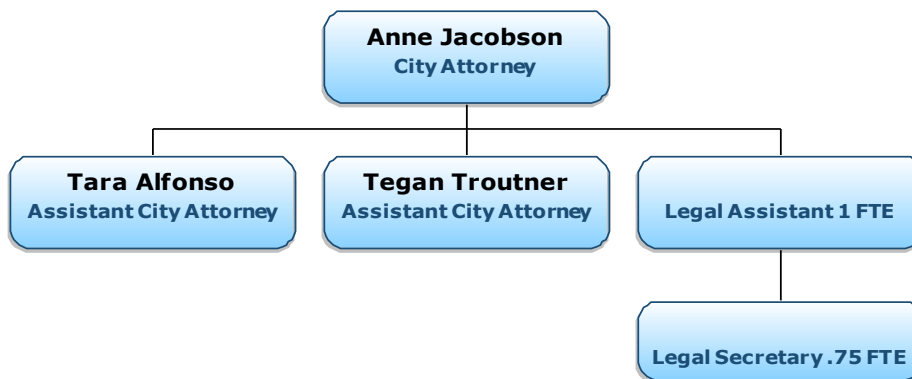 Anne Jacobson
City Attorney
Tara Alfonso
Assistant City Attorney
Tegan Troutner
Assistant City Attorney
Legal Assistant 1 FTE
Legal Secretary .75 FTE